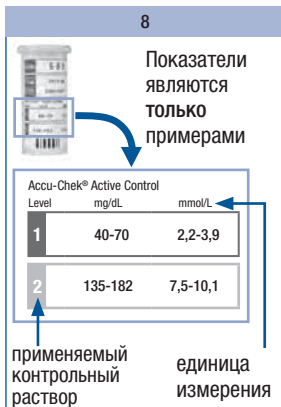 8
Показатели
являются
только
примерами
Accu-Chek® Active Control
Level mg/dL mmol/L
1 40-70 2,2-3,9
2 135-182 7,5-10,1
применяемый
контрольный
раствор
единица
измерения